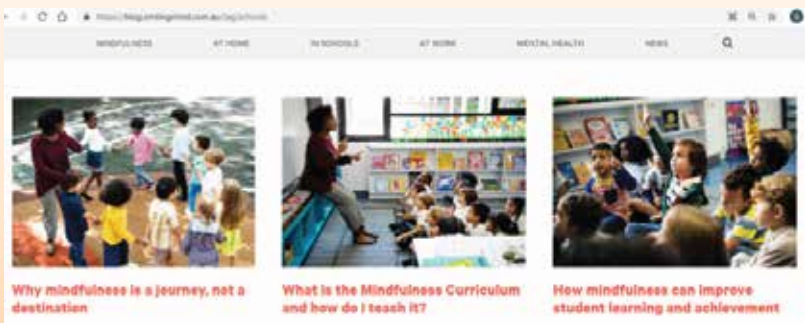 https://blog.smilingmind.com.au/tag/schools
MINDFULNESS AT HOME IN SCHOOLS AT WORK MENTAL HEALTH NEWS
Why mindfulness is a journey, not a
destination
What is the Mindfulness Curriculum
and how do I teach it?
How mindfulness can improve
student learning and achievement